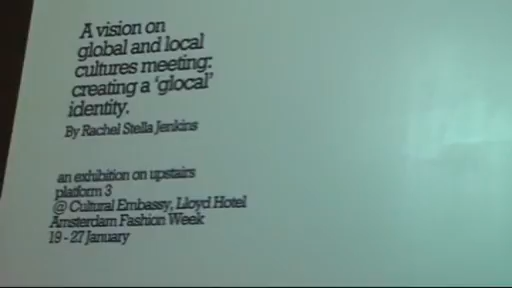 A vision on
global and local
cultures meeting:
creating a 'glocal'
identity.
By Rachel Stella Jenkins
an exhibition on upstairs
platform 3
@ Cultural Embassy, Lloyd Hotel
Amsterdam Fashion Week
19 - 27 January